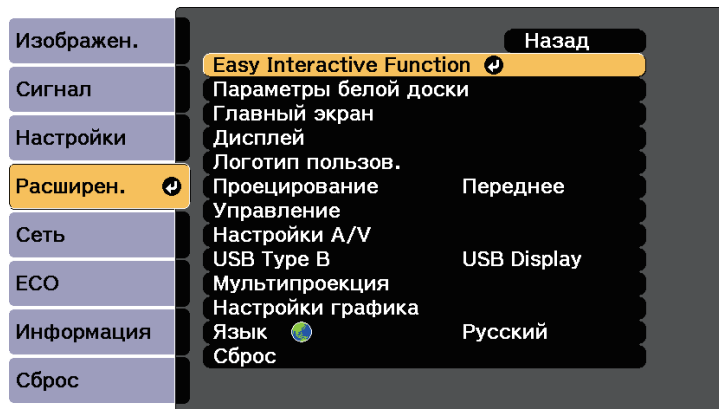 Изображен.
Сигнал
Настройки
Расширен.
Сеть
ECO
Информация
Сброс
Назад
Easy Interactive Function
Параметры белой доски
Главный экран
Дисплей
Логотип пользов.
Проецирование Переднее
Управление
Настройки A/V
USB Type B USB Display
Мультипроекция
Настройки графика
Язык Русский
Сброс